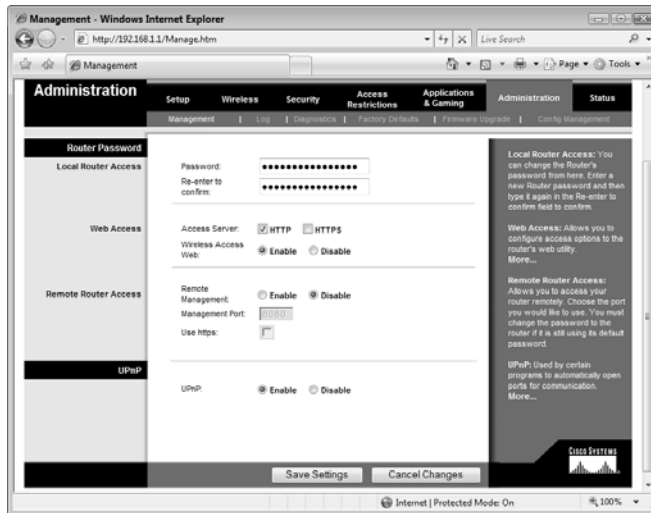 Management - Windows Internet Explorer
http://192.168.1.1/Manage.htm
Live Search
Management
Page
Tools
Administration
Setup
Wireless
Security
Access Restrictions
Applications & Gaming
Administration
Status
Management | Log | Diagnostics | Factory Defaults | Firmware Upgrade | Config Management
Router Password
Local Router Access
Password:
Re-enter to
confirm:
Web Access
Access Server:
HTTP
HTTPS
Wireless Access
Web:
Enable
Disable
Remote Router Access
Remote
Management:
Enable
Disable
Management Port:
8080
Use https:
UPnP
UPnP:
Enable
Disable
Local Router Access: You
can change the Router's
password from here. Enter a
new Router password and then
type it again in the Re-enter to
confirm field to confirm.
Web Access: Allows you to
configure access options to the
router's web utility.
More...
Remote Router Access:
Allows you to access your
router remotely. Choose the port
you would like to use. You must
change the password to the
router if it is still using its default
password.
UPnP: Used by certain
programs to automatically open
ports for communication.
More...
CISCO SYSTEMS
Save Settings
Cancel Changes
Internet | Protected Mode: On
100%